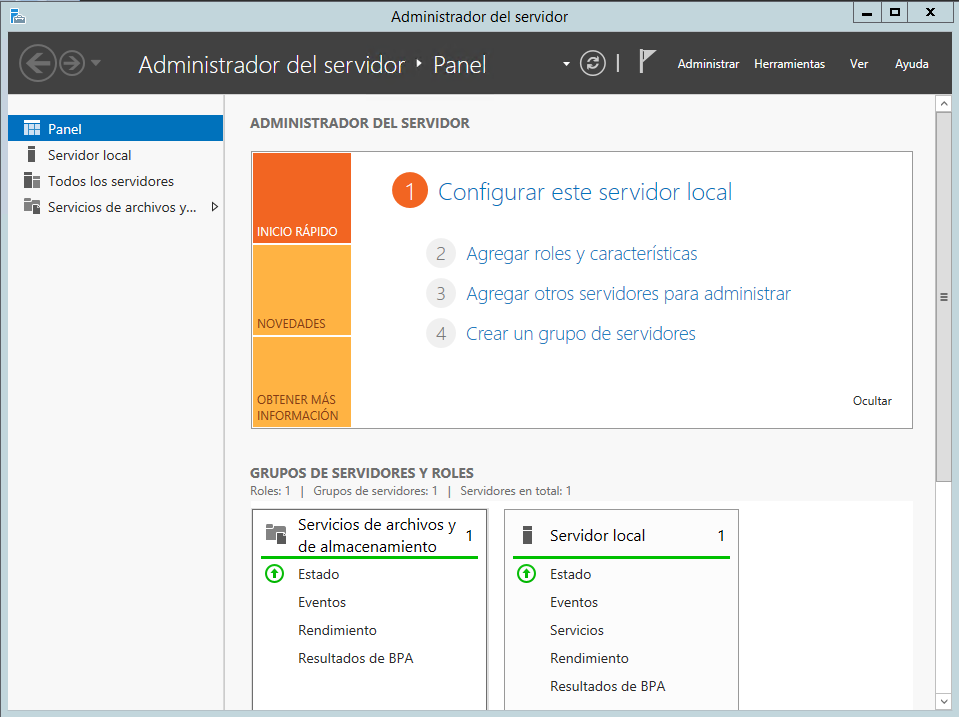 Administrador del servidor
Administrador del servidor ‣ Panel
Administrar Herramientas Ver Ayuda
Panel
Servidor local
Todos los servidores
Servicios de archivos y...
ADMINISTRADOR DEL SERVIDOR
INICIO RÁPIDO
NOVEDADES
OBTENER MÁS
INFORMACIÓN
1 Configurar este servidor local
2 Agregar roles y características
3 Agregar otros servidores para administrar
4 Crear un grupo de servidores
Ocultar
GRUPOS DE SERVIDORES Y ROLES
Roles: 1 | Grupos de servidores: 1 | Servidores en total: 1
Servicios de archivos y
de almacenamiento 1
Estado
Eventos
Rendimiento
Resultados de BPA
Servidor local 1
Estado
Eventos
Servicios
Rendimiento
Resultados de BPA